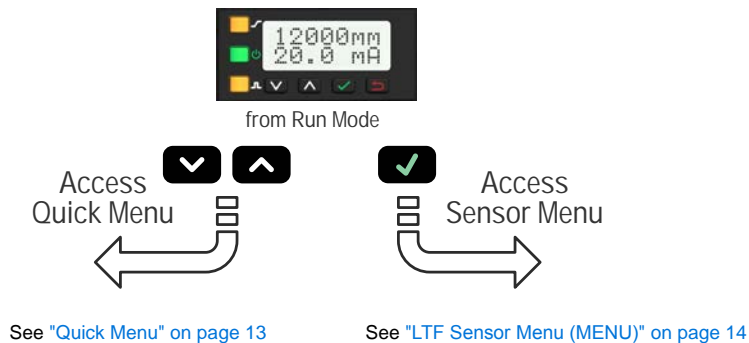 12000mm
20.0 mA
from Run Mode
Access
Quick Menu
Access
Sensor Menu
See "Quick Menu" on page 13
See "LTF Sensor Menu (MENU)" on page 14